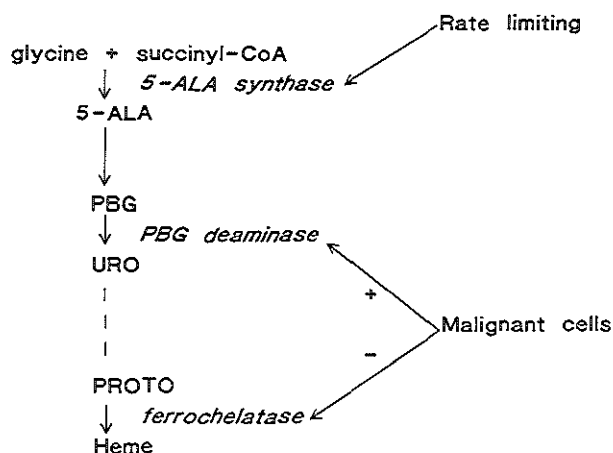 Rate limiting
glycine + succinyl-CoA
5-ALA synthase
5-ALA
PBG
PBG deaminase
URO
+
Malignant cells
-
PROTO
ferrochelatase
Heme